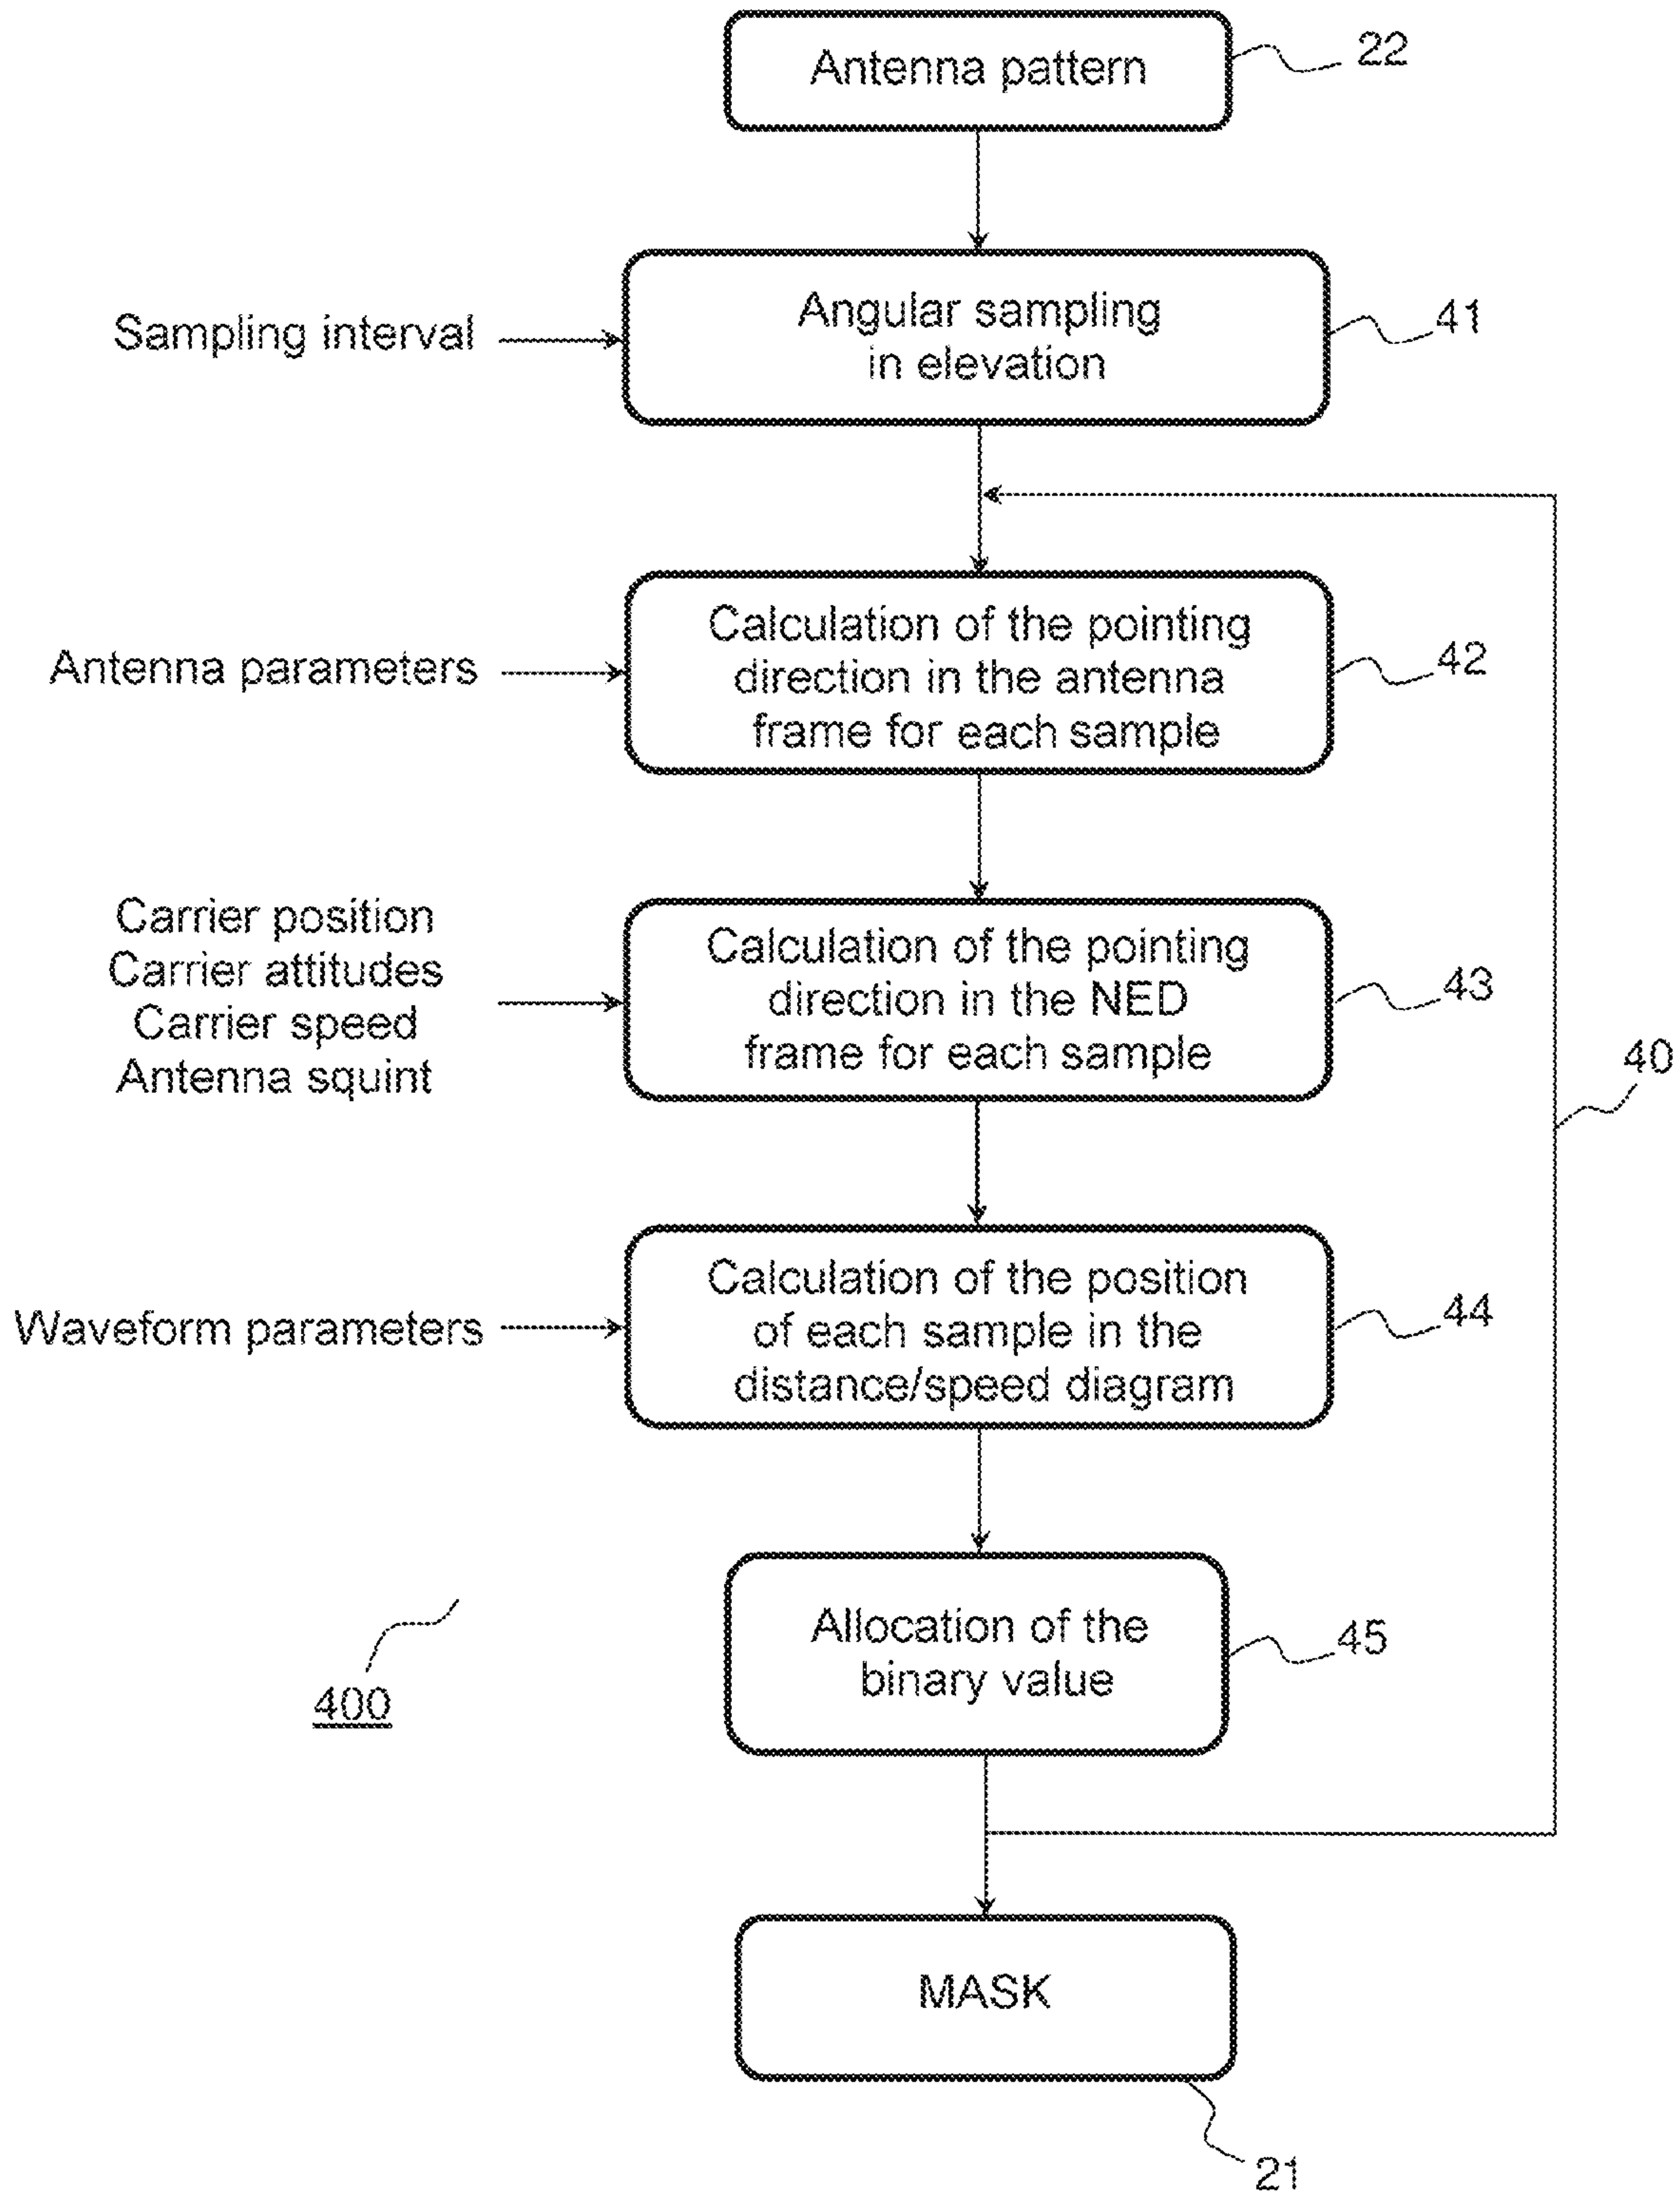 Antenna pattern
22
Sampling interval
Angular sampling
in elevation
41
Antenna parameters
Calculation of the pointing
direction in the antenna
frame for each sample
42
Carrier position
Carrier attitudes
Carrier speed
Antenna squint
Calculation of the pointing
direction in the NED
frame for each sample
43
40
Waveform parameters
Calculation of the position
of each sample in the
distance/speed diagram
44
Allocation of the
binary value
45
400
MASK
21